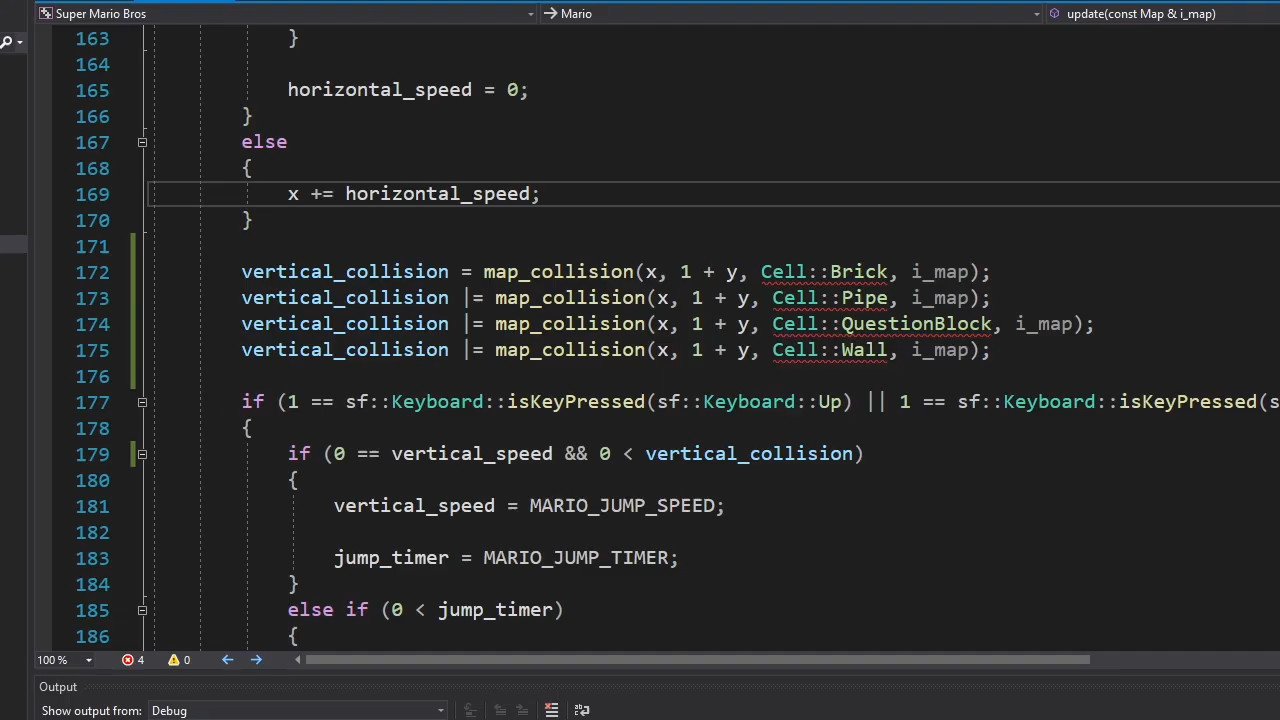 Super Mario Bros Mario update(const Map & i_map)
163 }
164
165 horizontal_speed = 0;
166 }
167 else
168 {
169 x += horizontal_speed;
170 }
171
172 vertical_collision = map_collision(x, 1 + y, Cell::Brick, i_map);
173 vertical_collision |= map_collision(x, 1 + y, Cell::Pipe, i_map);
174 vertical_collision |= map_collision(x, 1 + y, Cell::QuestionBlock, i_map);
175 vertical_collision |= map_collision(x, 1 + y, Cell::Wall, i_map);
176
177 if (1 == sf::Keyboard::isKeyPressed(sf::Keyboard::Up) || 1 == sf::Keyboard::isKeyPressed(s
178 {
179 if (0 == vertical_speed && 0 < vertical_collision)
180 {
181 vertical_speed = MARIO_JUMP_SPEED;
182
183 jump_timer = MARIO_JUMP_TIMER;
184 }
185 else if (0 < jump_timer)
186 {
100 % 4 0
Output
Show output from: Debug